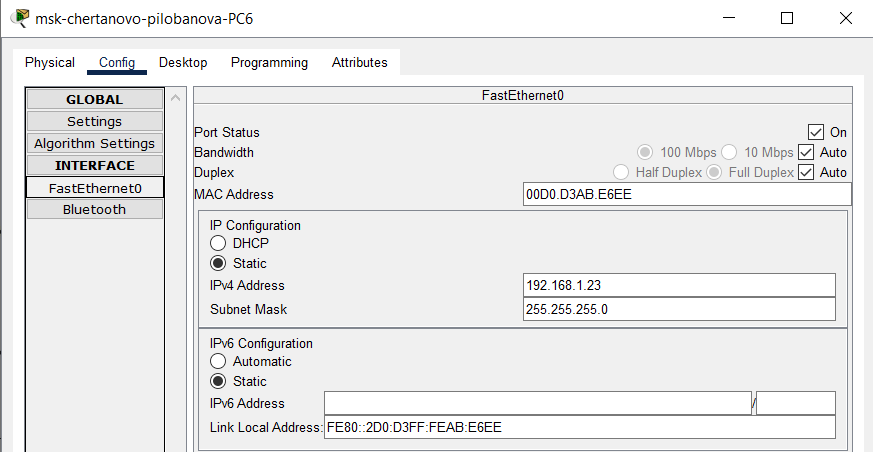 msk-chertanovo-pilobanova-PC6
Physical Config Desktop Programming Attributes
GLOBAL
Settings
Algorithm Settings
INTERFACE
FastEthernet0
Bluetooth
FastEthernet0
Port Status On
Bandwidth 100 Mbps 10 Mbps Auto
Duplex Half Duplex Full Duplex Auto
MAC Address 00D0.D3AB.E6EE
IP Configuration
DHCP
Static
IPv4 Address 192.168.1.23
Subnet Mask 255.255.255.0
IPv6 Configuration
Automatic
Static
IPv6 Address /
Link Local Address: FE80::2D0:D3FF:FEAB:E6EE